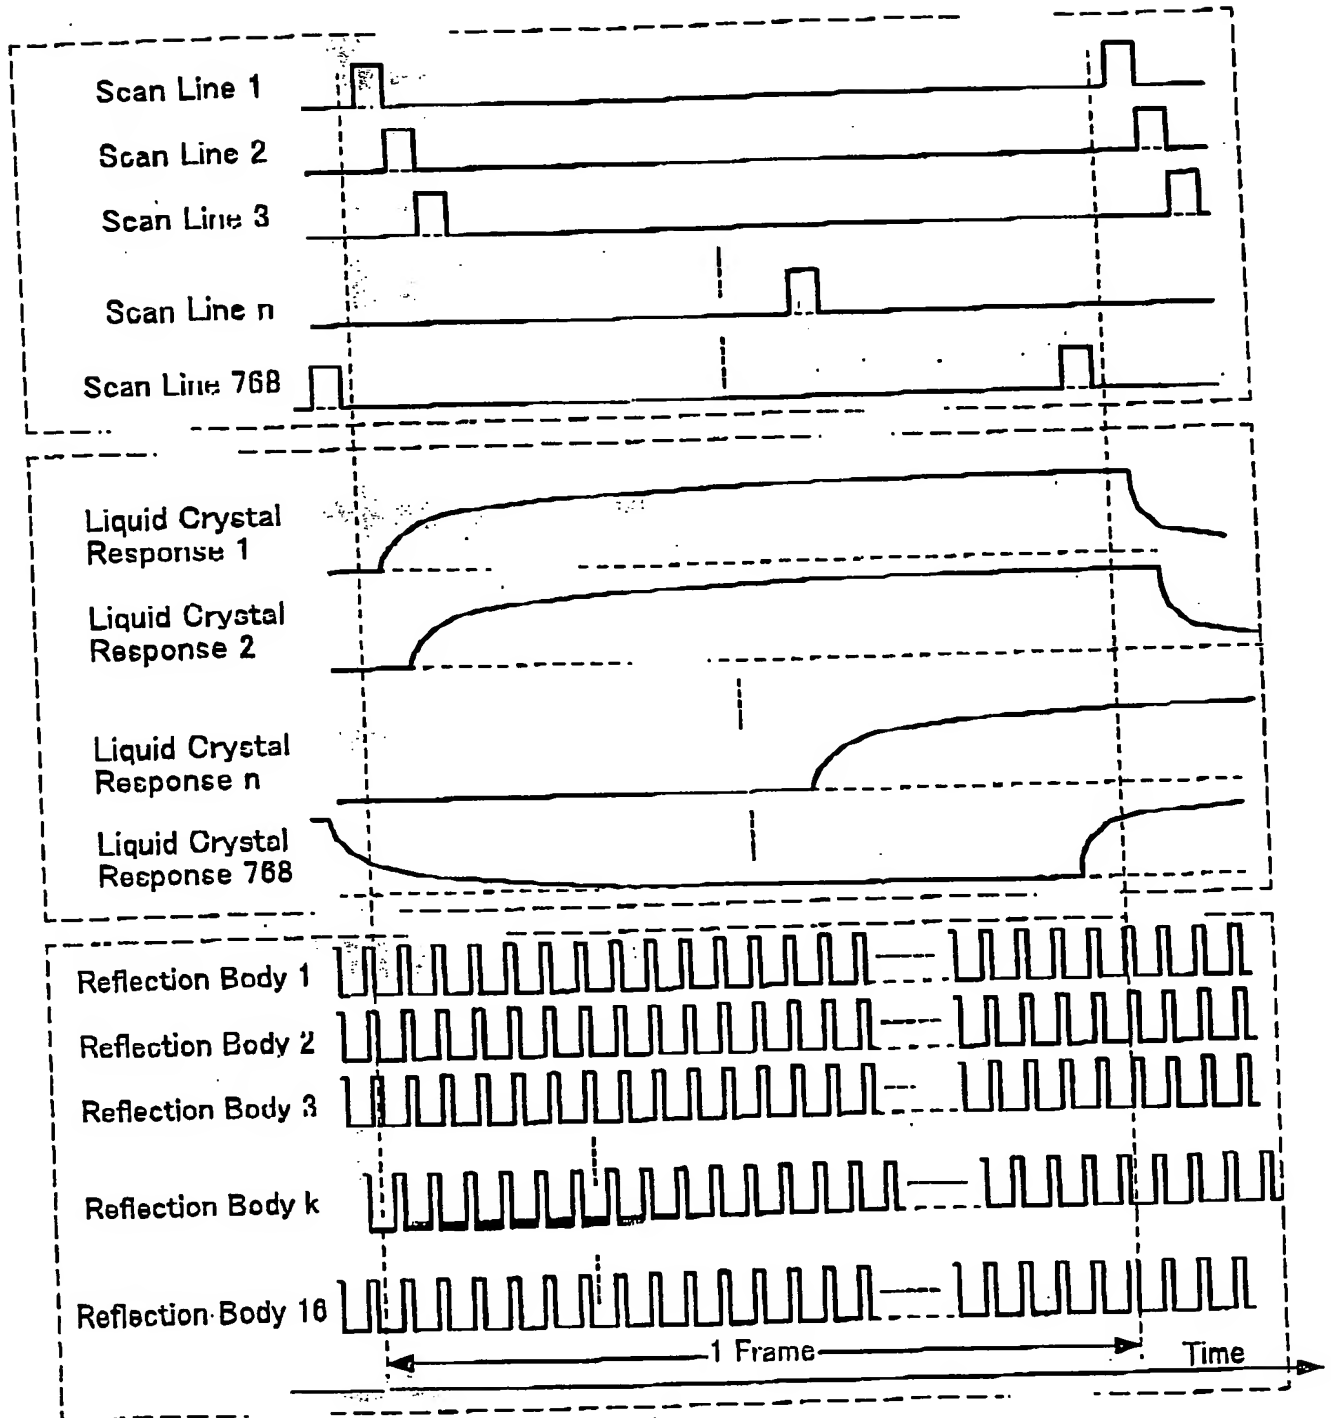 Scan Line 1
Scan Line 2
Scan Line 3
Scan Line n
Scan Line 768
Liquid Crystal
Response 1
Liquid Crystal
Response 2
Liquid Crystal
Response n
Liquid Crystal
Response 768
Reflection Body 1
Reflection Body 2
Reflection Body 3
Reflection Body k
Reflection Body 16
1 Frame
Time